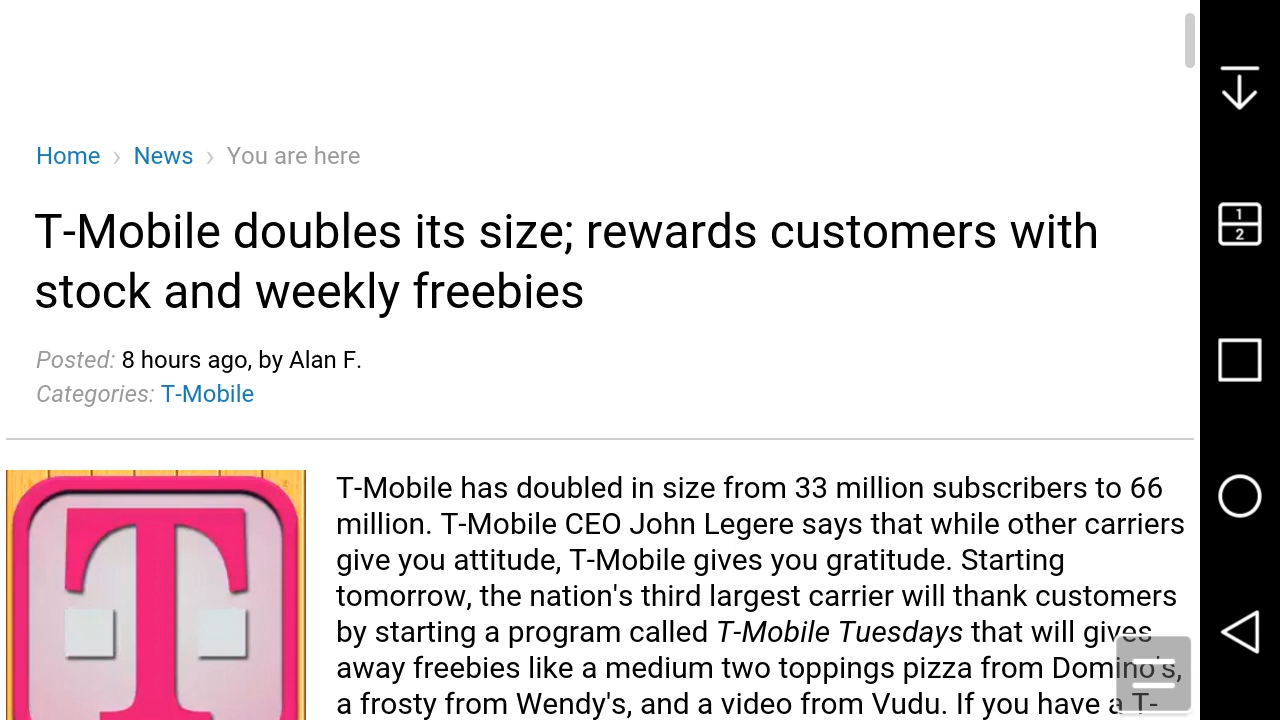 Home › News › You are here
T-Mobile doubles its size; rewards customers with
stock and weekly freebies
Posted: 8 hours ago, by Alan F.
Categories: T-Mobile
T-Mobile has doubled in size from 33 million subscribers to 66
million. T-Mobile CEO John Legere says that while other carriers
give you attitude, T-Mobile gives you gratitude. Starting
tomorrow, the nation's third largest carrier will thank customers
by starting a program called T-Mobile Tuesdays that will gives
away freebies like a medium two toppings pizza from Domino's,
a frosty from Wendy's, and a video from Vudu. If you have a T-
T
1
2